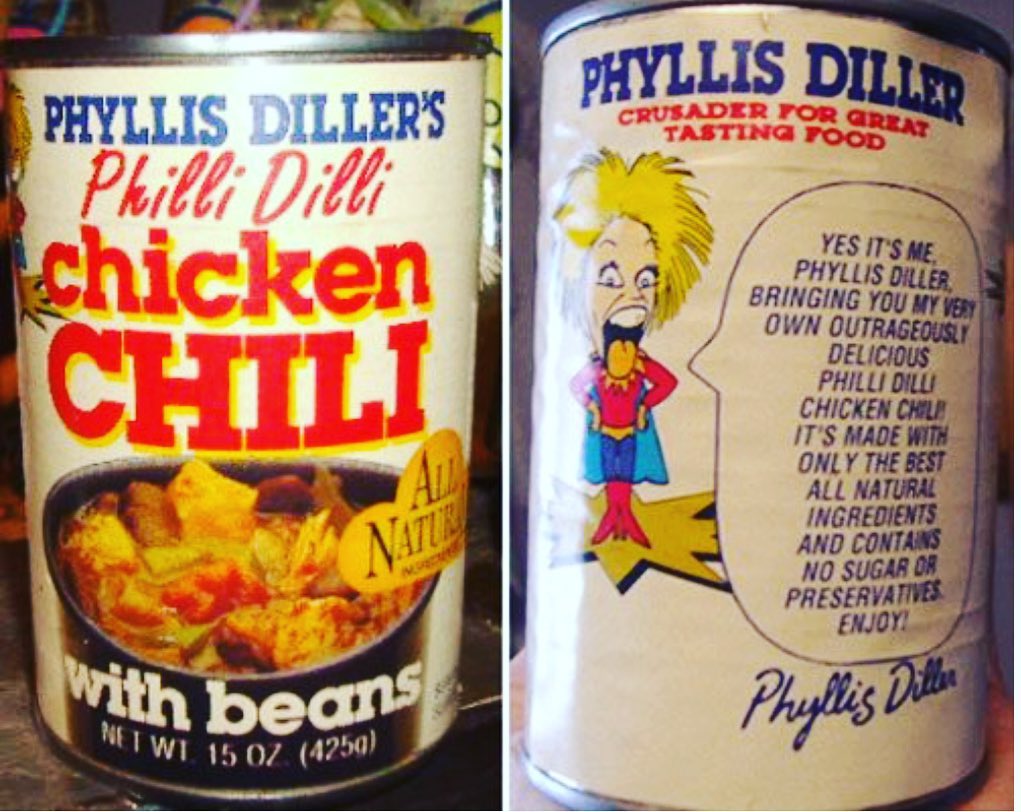 PHYLLIS DILLER'S
Philli Dilli
chicken
CHILI
ALL
NATURAL
with beans
NET WT. 15 OZ. (425g)
PHYLLIS DILLER
CRUSADER FOR GREAT
TASTING FOOD
YES IT'S ME,
PHYLLIS DILLER,
BRINGING YOU MY VERY
OWN OUTRAGEOUSLY
DELICIOUS
PHILLI DILLI
CHICKEN CHILI!
IT'S MADE WITH
ONLY THE BEST
ALL NATURAL
INGREDIENTS
AND CONTAINS
NO SUGAR OR
PRESERVATIVES.
ENJOY!
Phyllis Diller